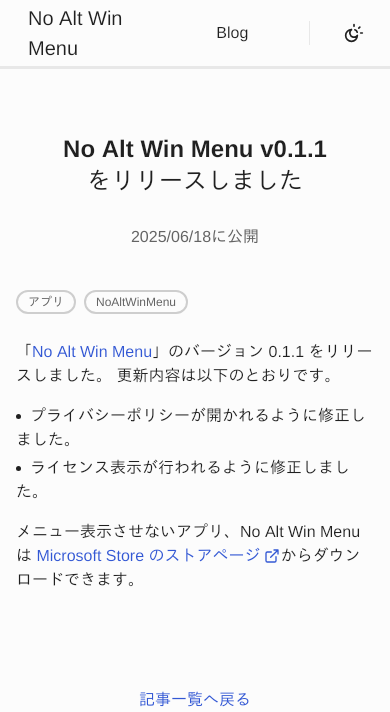 No Alt Win
Menu
Blog
No Alt Win Menu v0.1.1
をリリースしました
2025/06/18に公開
アプリ
NoAltWinMenu
「No Alt Win Menu」のバージョン 0.1.1 をリリー
スしました。 更新内容は以下のとおりです。
• プライバシーポリシーが開かれるように修正し
ました。
• ライセンス表示が行われるように修正しまし
た。
メニュー表示させないアプリ、No Alt Win Menu
は Microsoft Store のストアページ からダウン
ロードできます。
記事一覧へ戻る